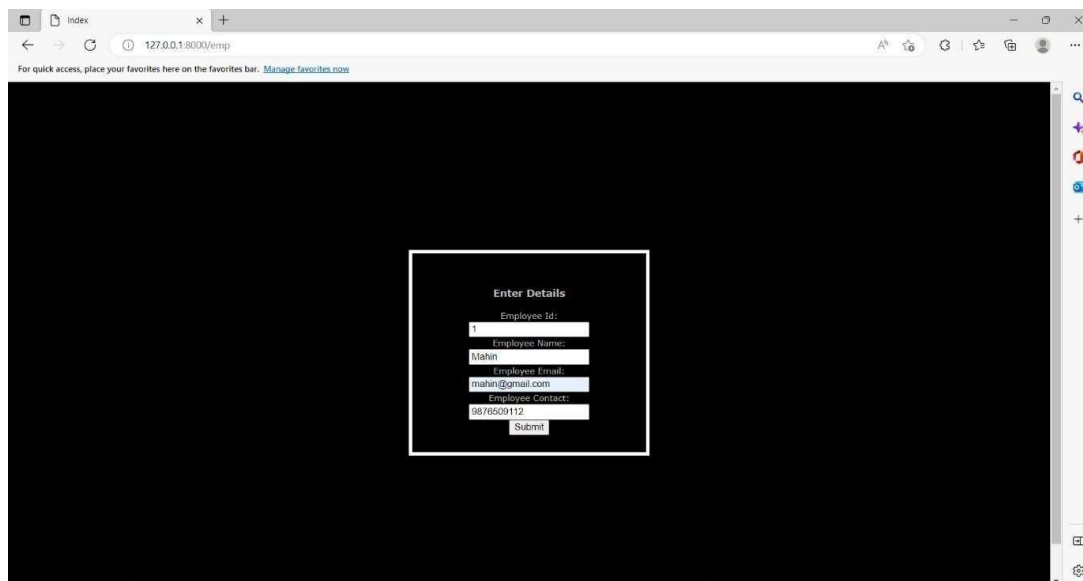 Index
127.0.0.1:8000/emp
For quick access, place your favorites here on the favorites bar. Manage favorites now
Enter Details
Employee Id:
1
Employee Name:
Mahin
Employee Email:
mahin@gmail.com
Employee Contact:
9876509112
Submit